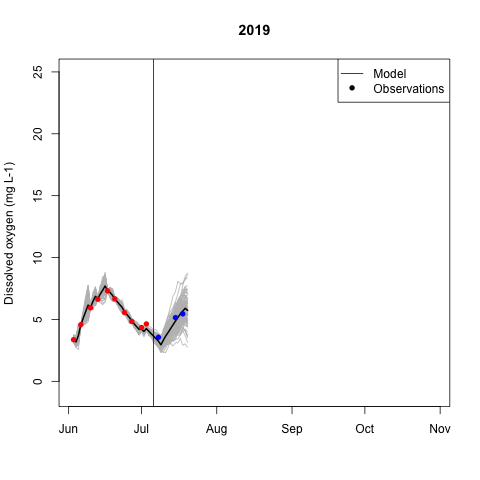 2019
Model
Observations
Dissolved oxygen (mg L-1)
25
20
15
10
5
0
Jun Jul Aug Sep Oct Nov